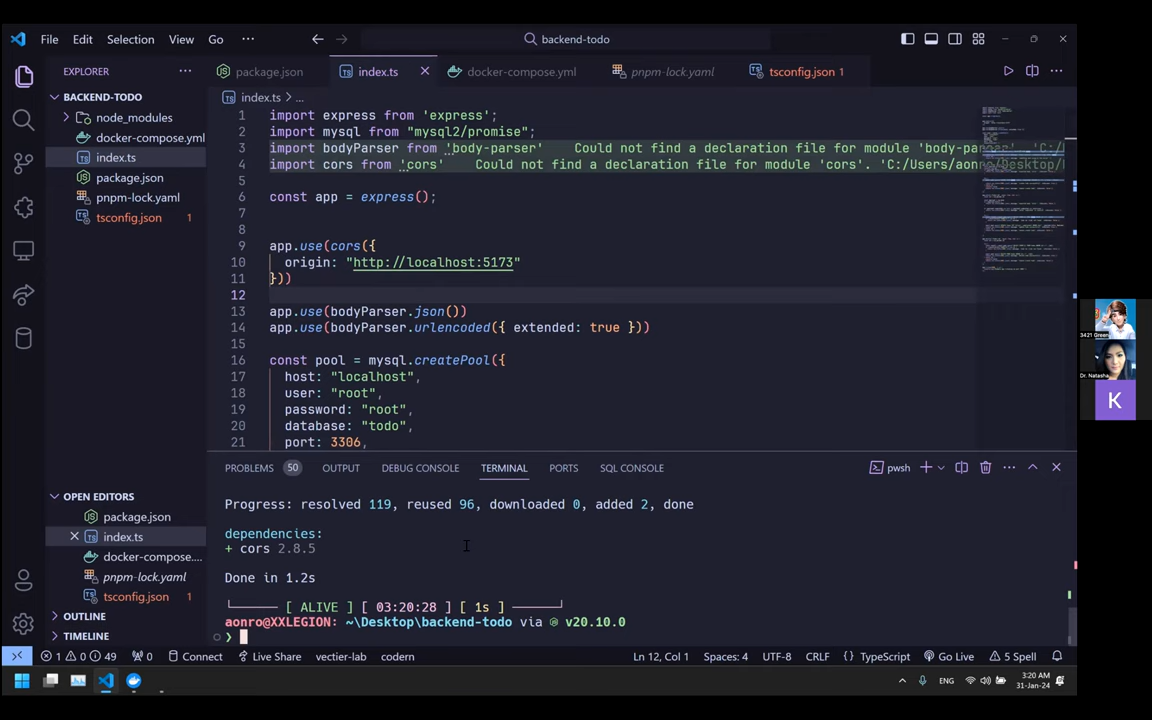 File Edit Selection View Go ··· backend-todo
EXPLORER
package.json index.ts docker-compose.yml pnpm-lock.yaml tsconfig.json 1
BACKEND-TODO
node_modules
docker-compose.yml
index.ts
package.json
pnpm-lock.yaml
tsconfig.json 1
index.ts > ...
1 import express from 'express';
2 import mysql from "mysql2/promise";
3 import bodyParser from 'body-parser' Could not find a declaration file for module 'body-parser'. 'C:/
4 import cors from 'cors' Could not find a declaration file for module 'cors'. 'C:/Users/aonro/Desktop/
5
6 const app = express();
7
8
9 app.use(cors({
10 origin: "http://localhost:5173"
11 }))
12
13 app.use(bodyParser.json())
14 app.use(bodyParser.urlencoded({ extended: true }))
15
16 const pool = mysql.createPool({
17 host: "localhost",
18 user: "root",
19 password: "root",
20 database: "todo",
21 port: 3306,
OPEN EDITORS
package.json
index.ts
docker-compose....
pnpm-lock.yaml
tsconfig.json 1
OUTLINE
TIMELINE
PROBLEMS 50 OUTPUT DEBUG CONSOLE TERMINAL PORTS SQL CONSOLE
pwsh
Progress: resolved 119, reused 96, downloaded 0, added 2, done
dependencies:
+ cors 2.8.5
Done in 1.2s
[ ALIVE ] [ 03:20:28 ] [ 1s ]
aonro@XXLEGION: ~\Desktop\backend-todo via v20.10.0
❯
1 0 49 0 Connect Live Share vectier-lab codern Ln 12, Col 1 Spaces: 4 UTF-8 CRLF {} TypeScript Go Live 5 Spell
ENG 3:20 AM
31-Jan-24
3421 Green
Dr. Natasha
K